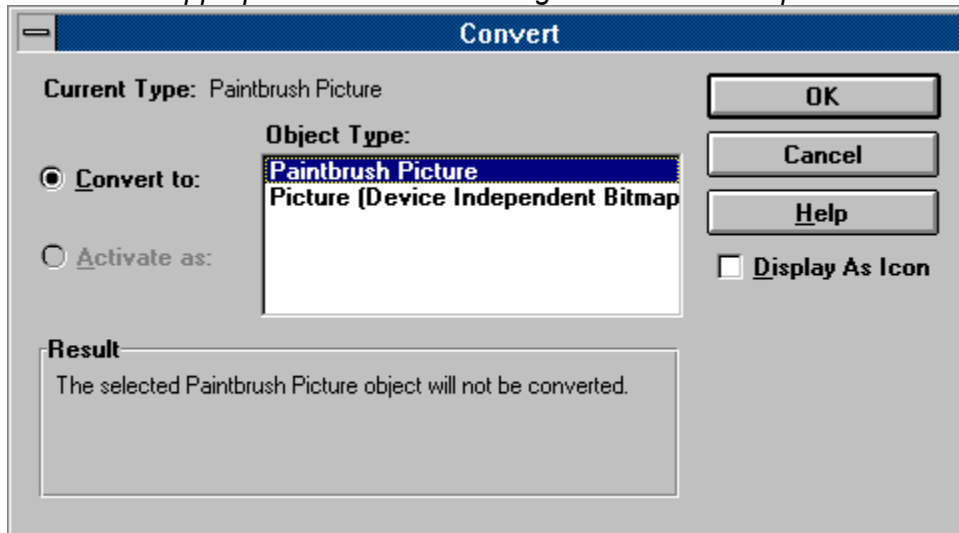 Convert
Current Type: Paintbrush Picture
OK
Object Type:
Cancel
Paintbrush Picture
Convert to:
Picture (Device Independent Bitmap
Help
Activate as:
Display As Icon
Result
The selected Paintbrush Picture object will not be converted.